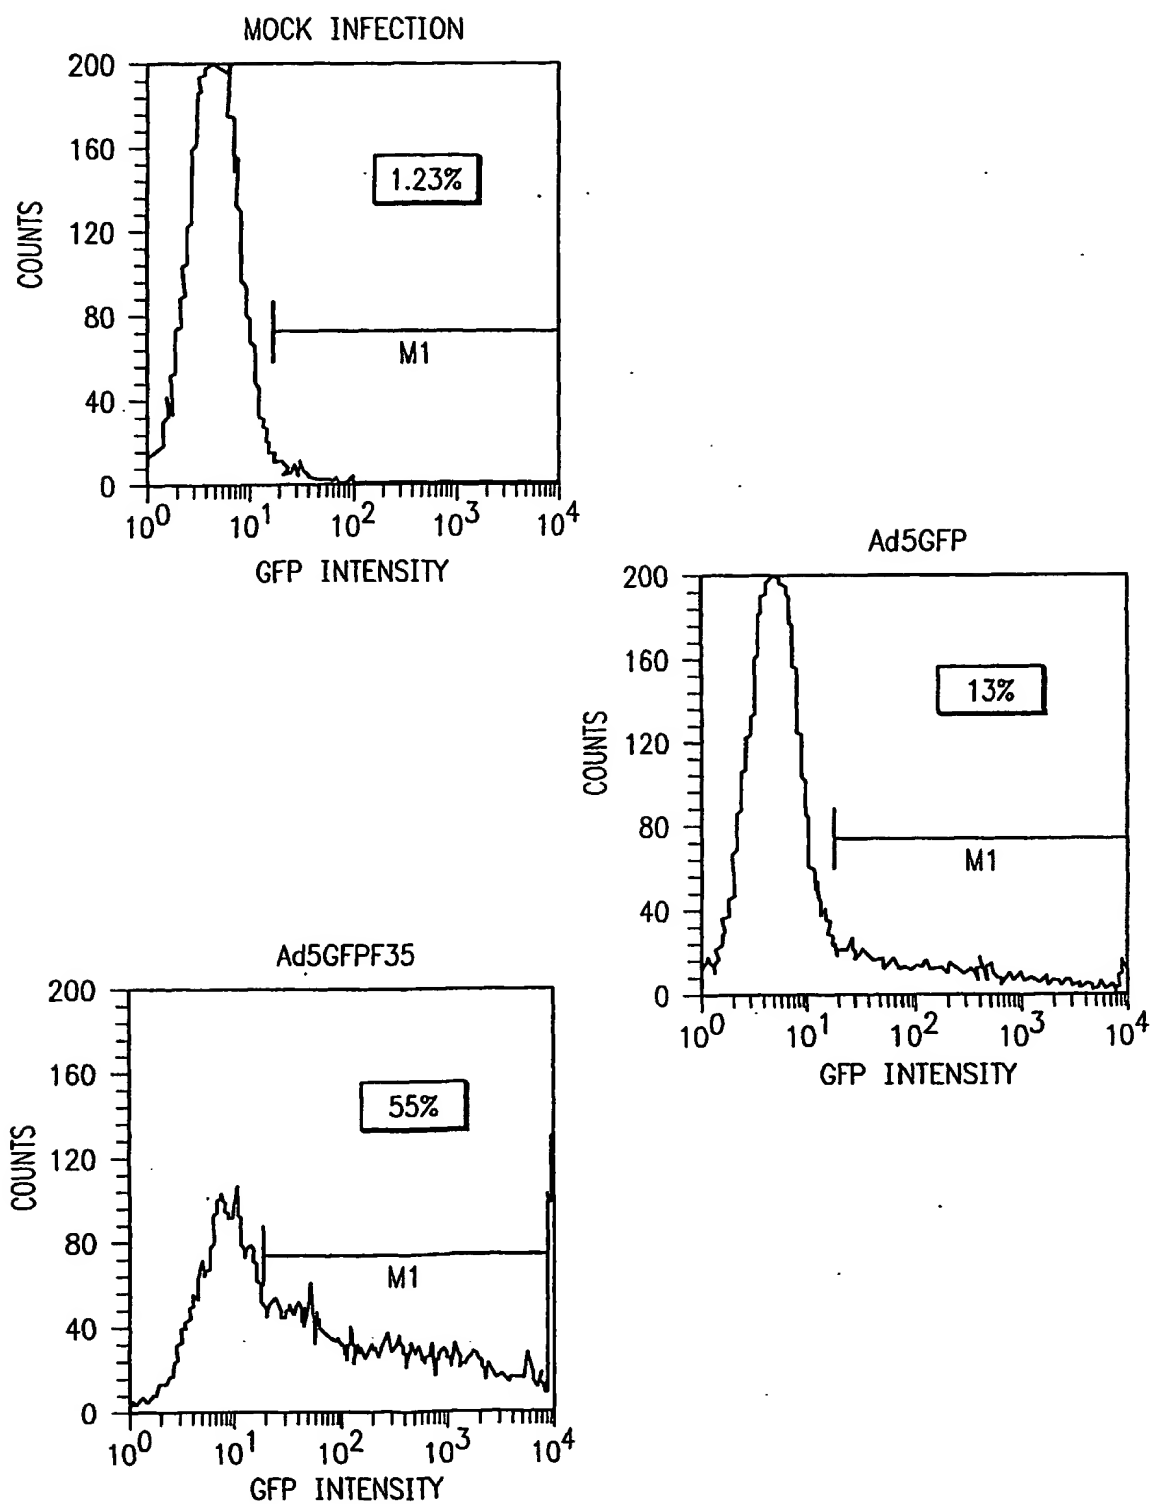 MOCK INFECTION
200
160
120
80
40
0
COUNTS
1.23%
M1
10^0 10^1 10^2 10^3 10^4
GFP INTENSITY
Ad5GFP
200
160
120
80
40
0
COUNTS
13%
M1
10^0 10^1 10^2 10^3 10^4
GFP INTENSITY
Ad5GFPF35
200
160
120
80
40
0
COUNTS
55%
M1
10^0 10^1 10^2 10^3 10^4
GFP INTENSITY